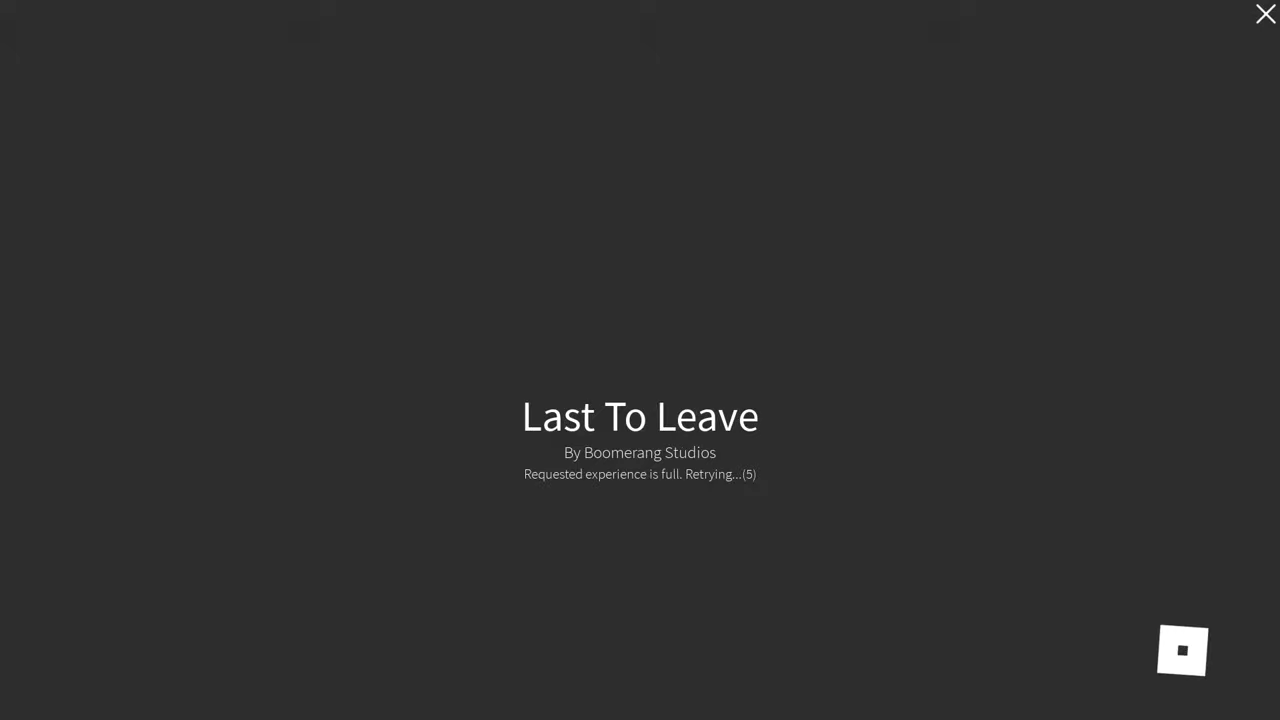 Last To Leave
By Boomerang Studios
Requested experience is full. Retrying...(5)